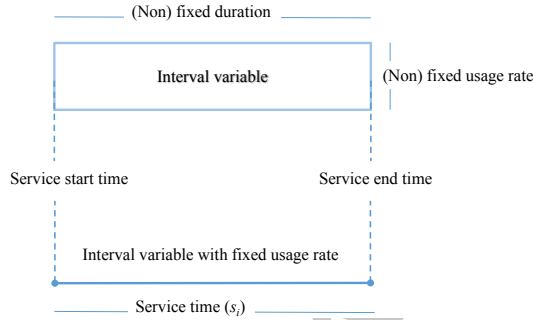 (Non) fixed duration
Interval variable
(Non) fixed usage rate
Service start time
Service end time
Interval variable with fixed usage rate
Service time (sᵢ)